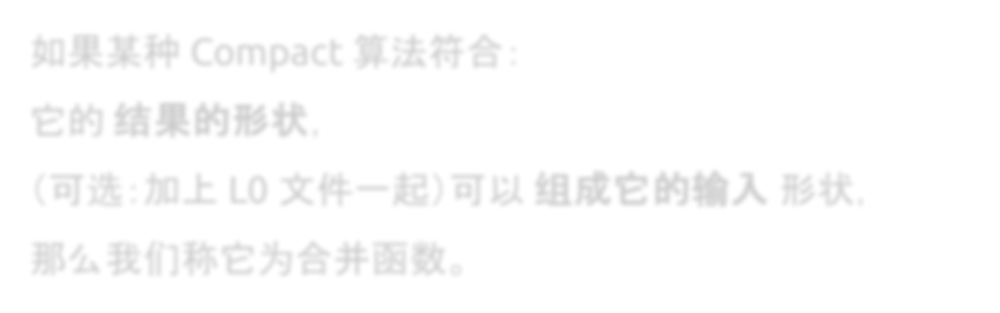 如果某种 Compact 算法符合：
它的 结果的形状，
（可选：加上 L0 文件一起）可以 组成它的输入 形状，
那么我们称它为合并函数。